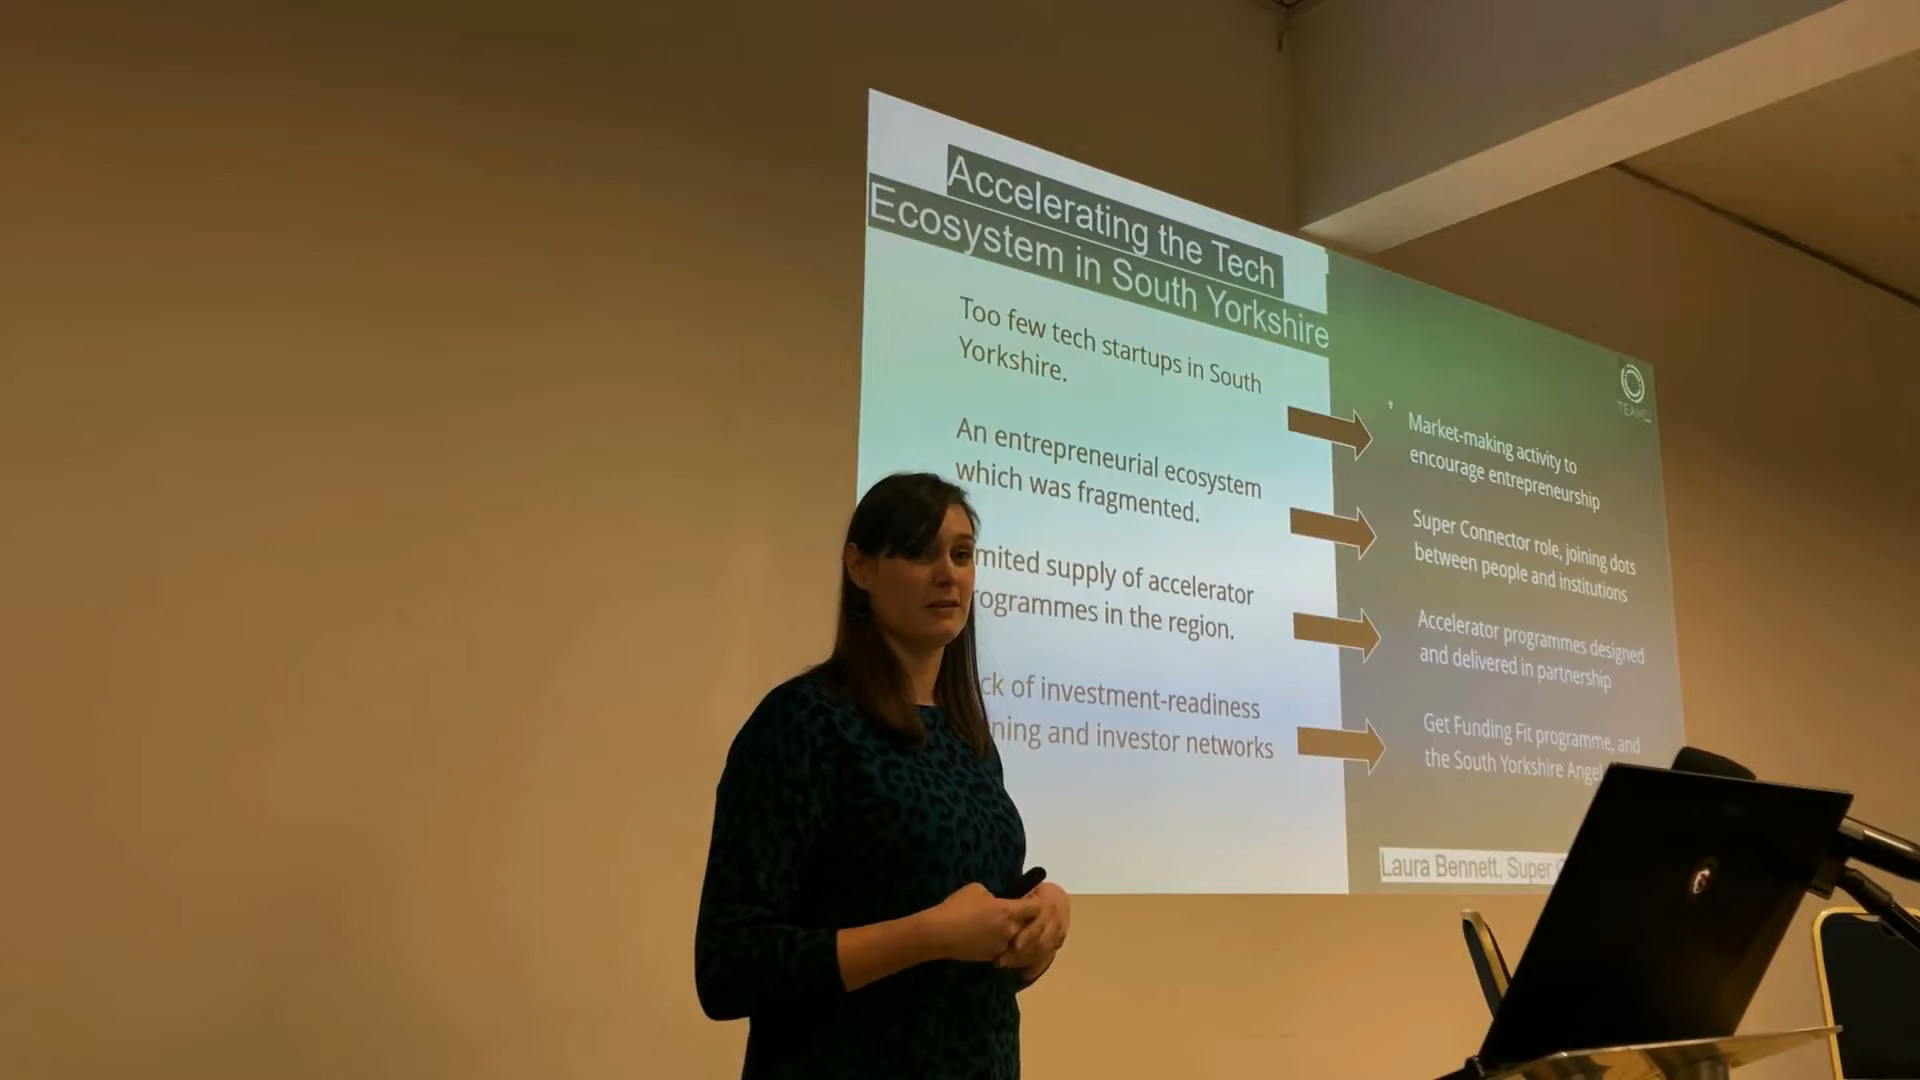 Accelerating the Tech
Ecosystem in South Yorkshire
Too few tech startups in South
Yorkshire.
An entrepreneurial ecosystem
which was fragmented.
mited supply of accelerator
rogrammes in the region.
ck of investment-readiness
ning and investor networks
Market-making activity to
encourage entrepreneurship
Super Connector role, joining dots
between people and institutions
Accelerator programmes designed
and delivered in partnership
Get Funding Fit programme, and
the South Yorkshire Angel
Laura Bennett, Super